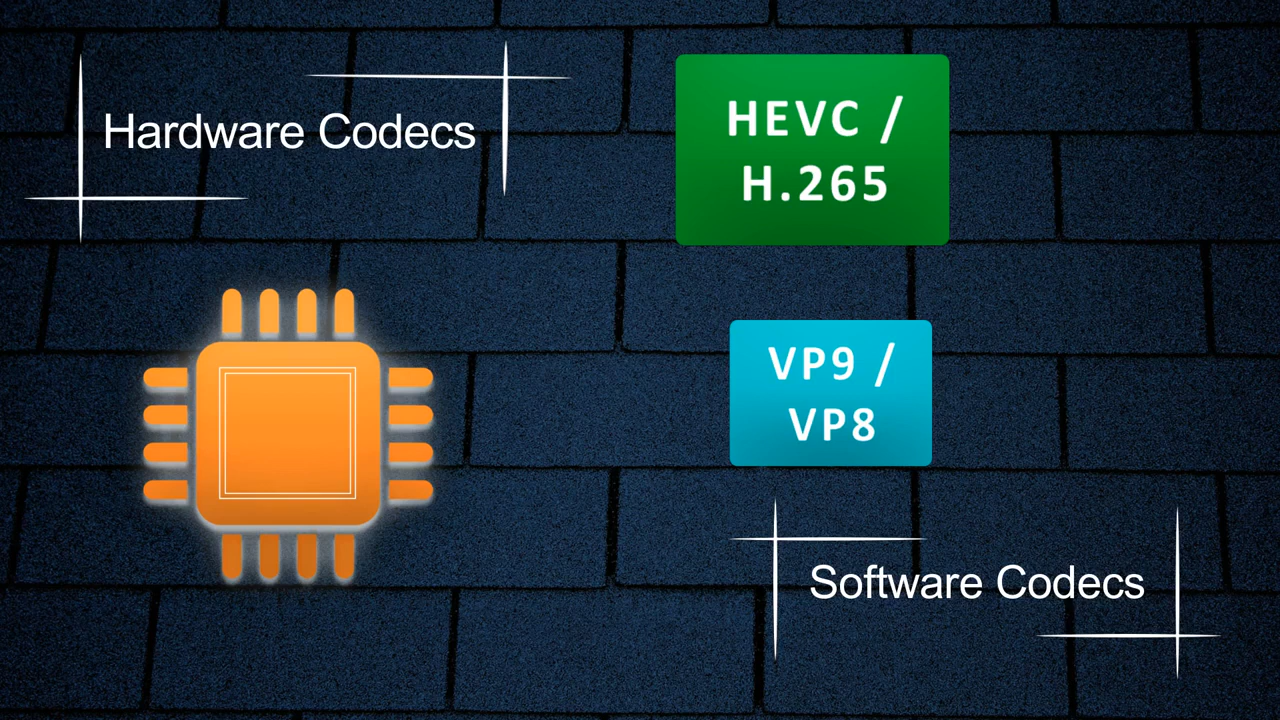 Hardware Codecs
HEVC /
H.265
VP9 /
VP8
Software Codecs